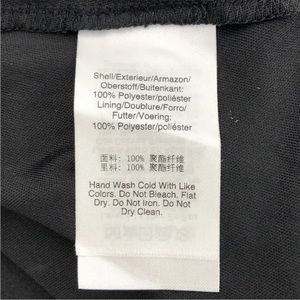 Shell/Exterieur/Armazon/
Oberstoff/Buitenkant:
100% Polyester/poliéster
Lining/Doublure/Forro/
Futter/Voering:
100% Polyester/poliéster
面料: 100% 聚酯纤维
里料: 100% 聚酯纤维
Hand Wash Cold With Like
Colors. Do Not Bleach. Flat
Dry. Do Not Iron. Do Not
Dry Clean.